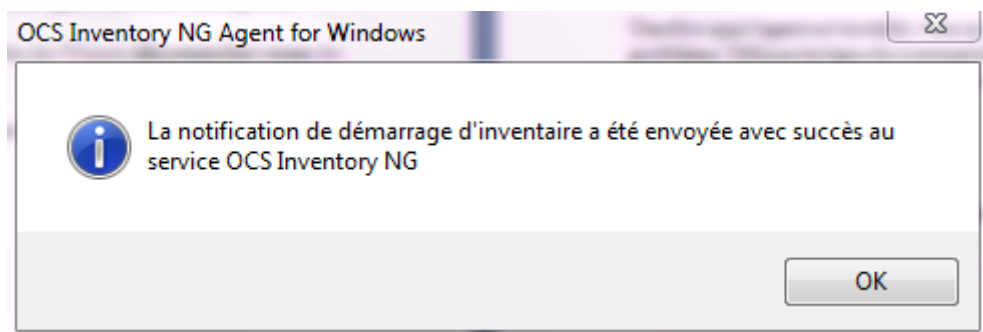 OCS Inventory NG Agent for Windows
La notification de démarrage d'inventaire a été envoyée avec succès au
service OCS Inventory NG
OK